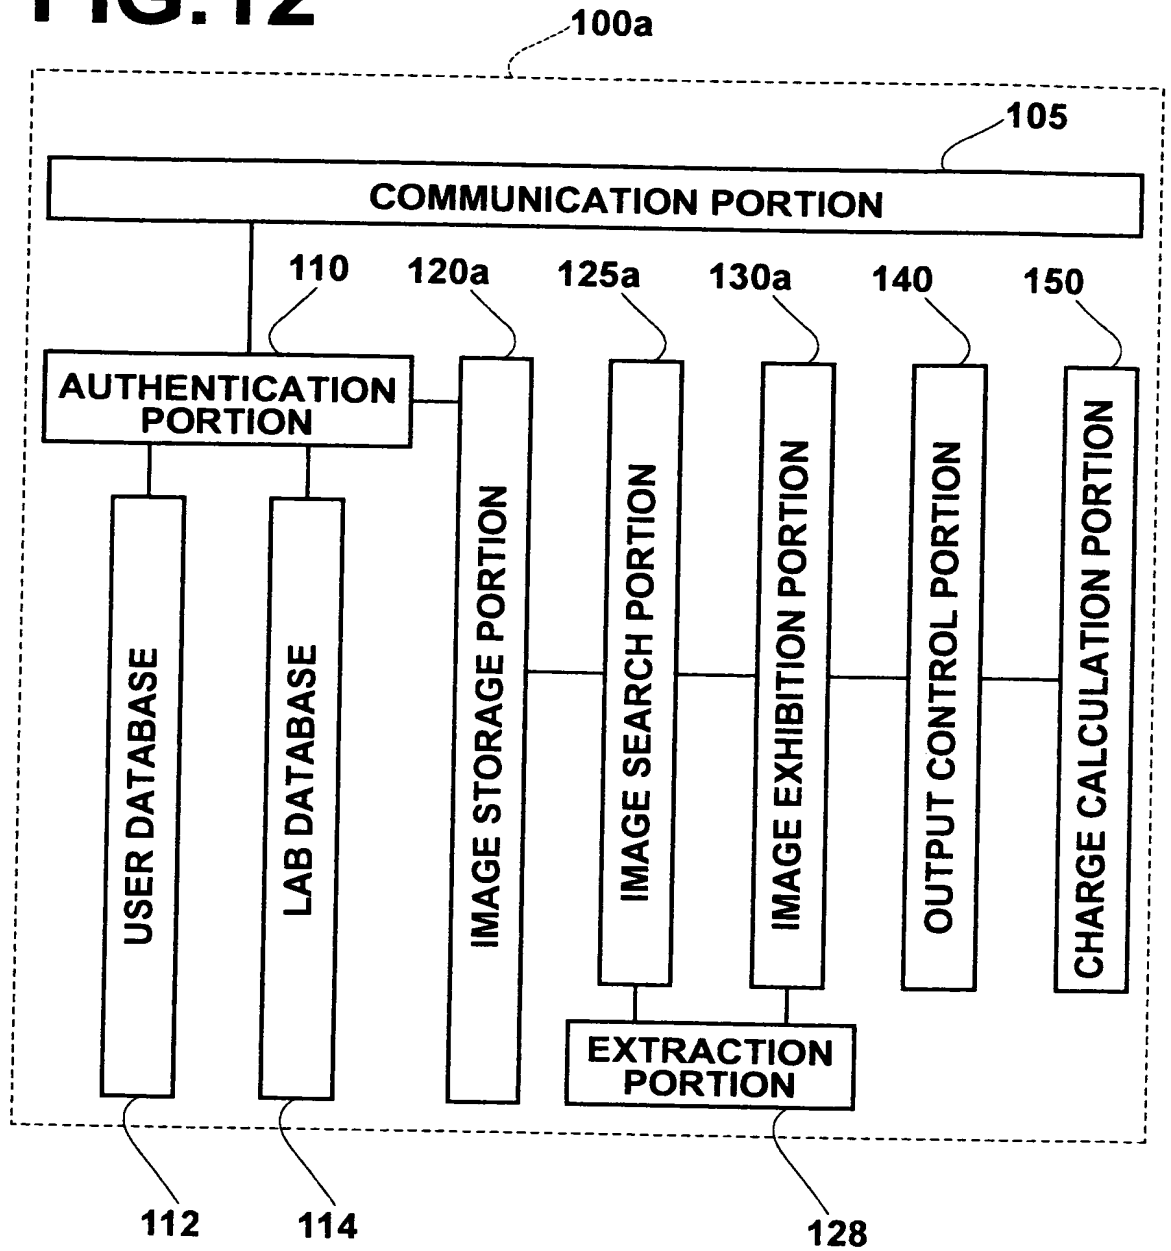 FIG.12
100a
105
COMMUNICATION PORTION
110
120a
125a
130a
140
150
AUTHENTICATION
PORTION
USER DATABASE
LAB DATABASE
IMAGE STORAGE PORTION
IMAGE SEARCH PORTION
IMAGE EXHIBITION PORTION
OUTPUT CONTROL PORTION
CHARGE CALCULATION PORTION
EXTRACTION
PORTION
112
114
128